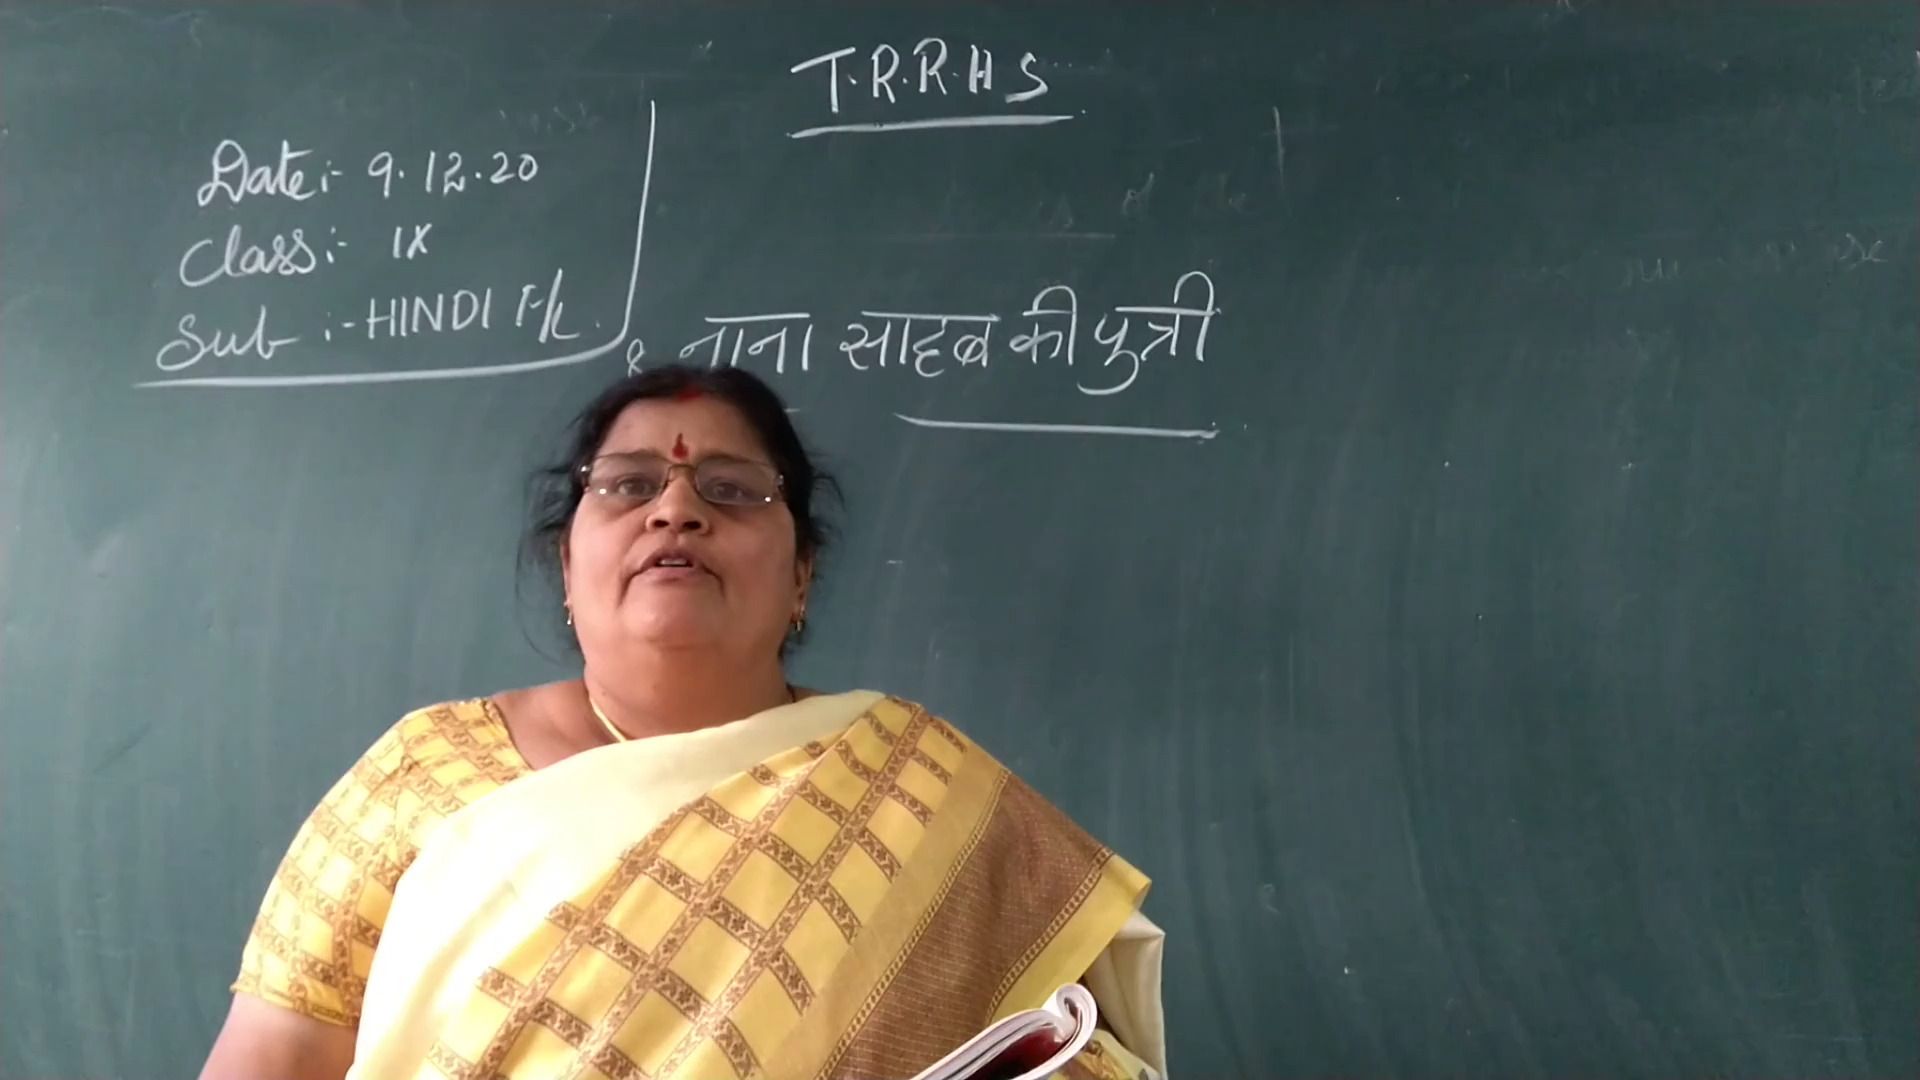 T.R.R.H S
Date:- 9.12.20
Class:- IX
Sub :- HINDI F/L.
नाना साहब की पुत्री